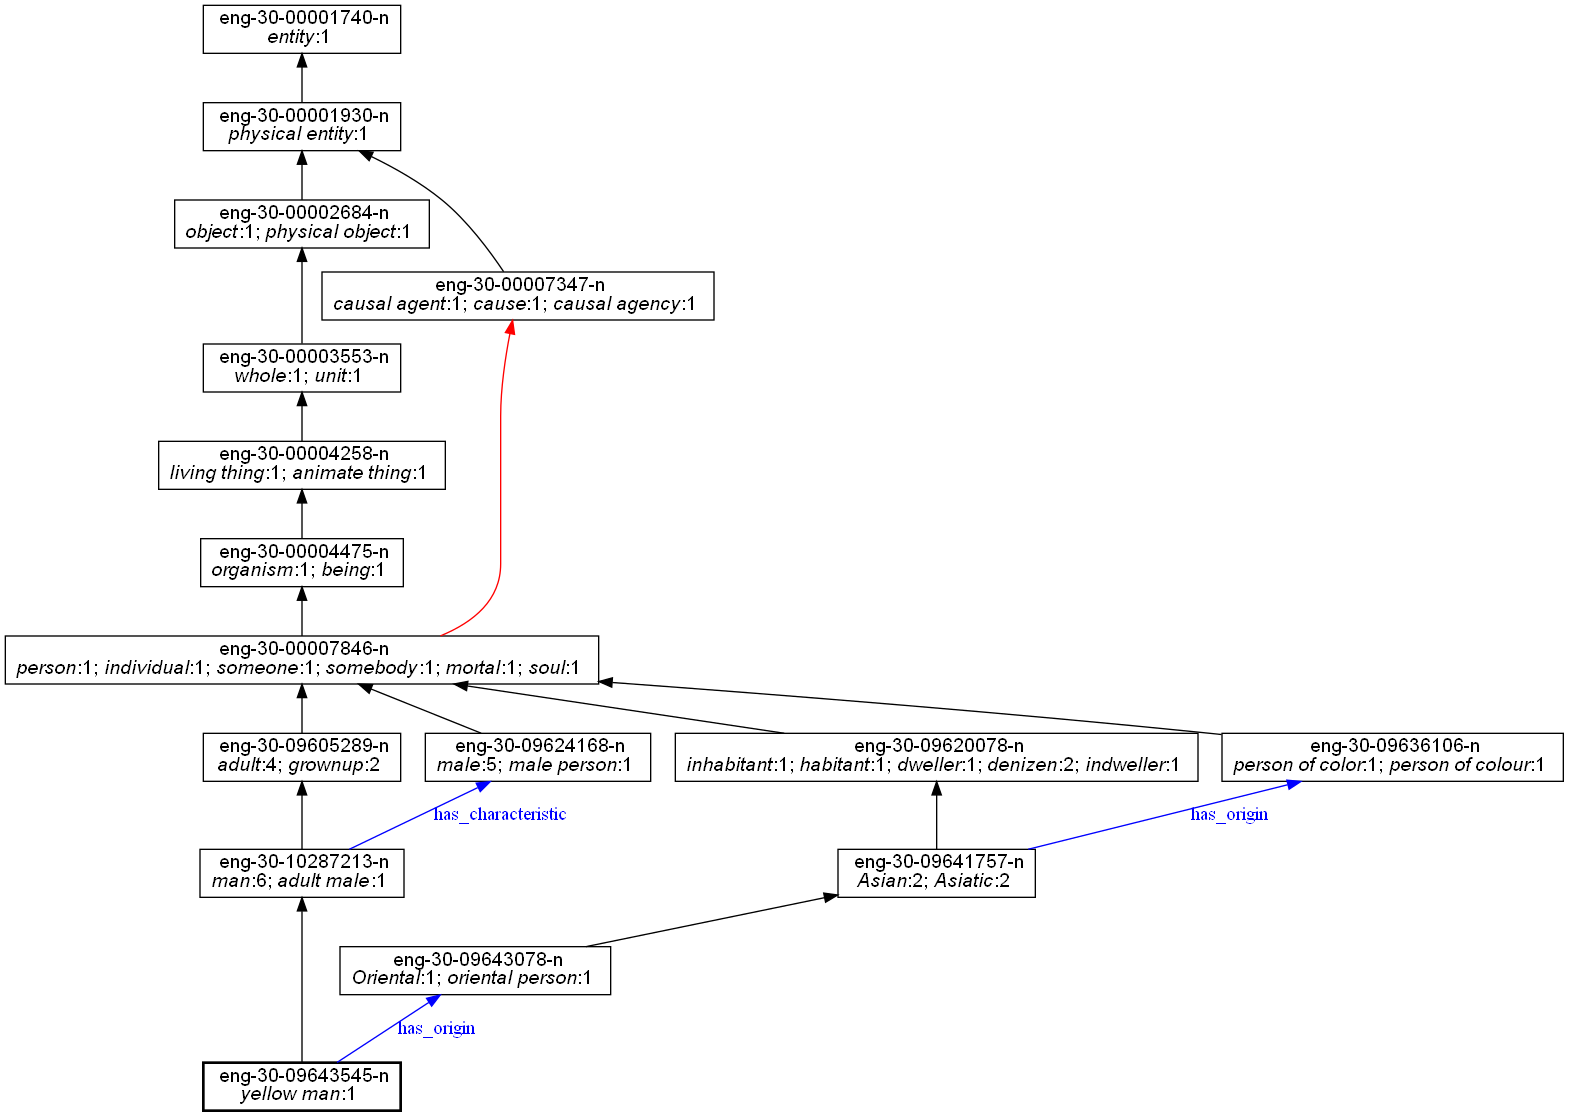 eng-30-00001740-n
entity:1
eng-30-00001930-n
physical entity:1
eng-30-00002684-n
object:1; physical object:1
eng-30-00007347-n
causal agent:1; cause:1; causal agency:1
eng-30-00003553-n
whole:1; unit:1
eng-30-00004258-n
living thing:1; animate thing:1
eng-30-00004475-n
organism:1; being:1
eng-30-00007846-n
person:1; individual:1; someone:1; somebody:1; mortal:1; soul:1
eng-30-09605289-n
adult:4; grownup:2
eng-30-09624168-n
male:5; male person:1
eng-30-09620078-n
inhabitant:1; habitant:1; dweller:1; denizen:2; indweller:1
eng-30-09636106-n
person of color:1; person of colour:1
has_characteristic
has_origin
eng-30-10287213-n
man:6; adult male:1
eng-30-09641757-n
Asian:2; Asiatic:2
eng-30-09643078-n
Oriental:1; oriental person:1
has_origin
eng-30-09643545-n
yellow man:1